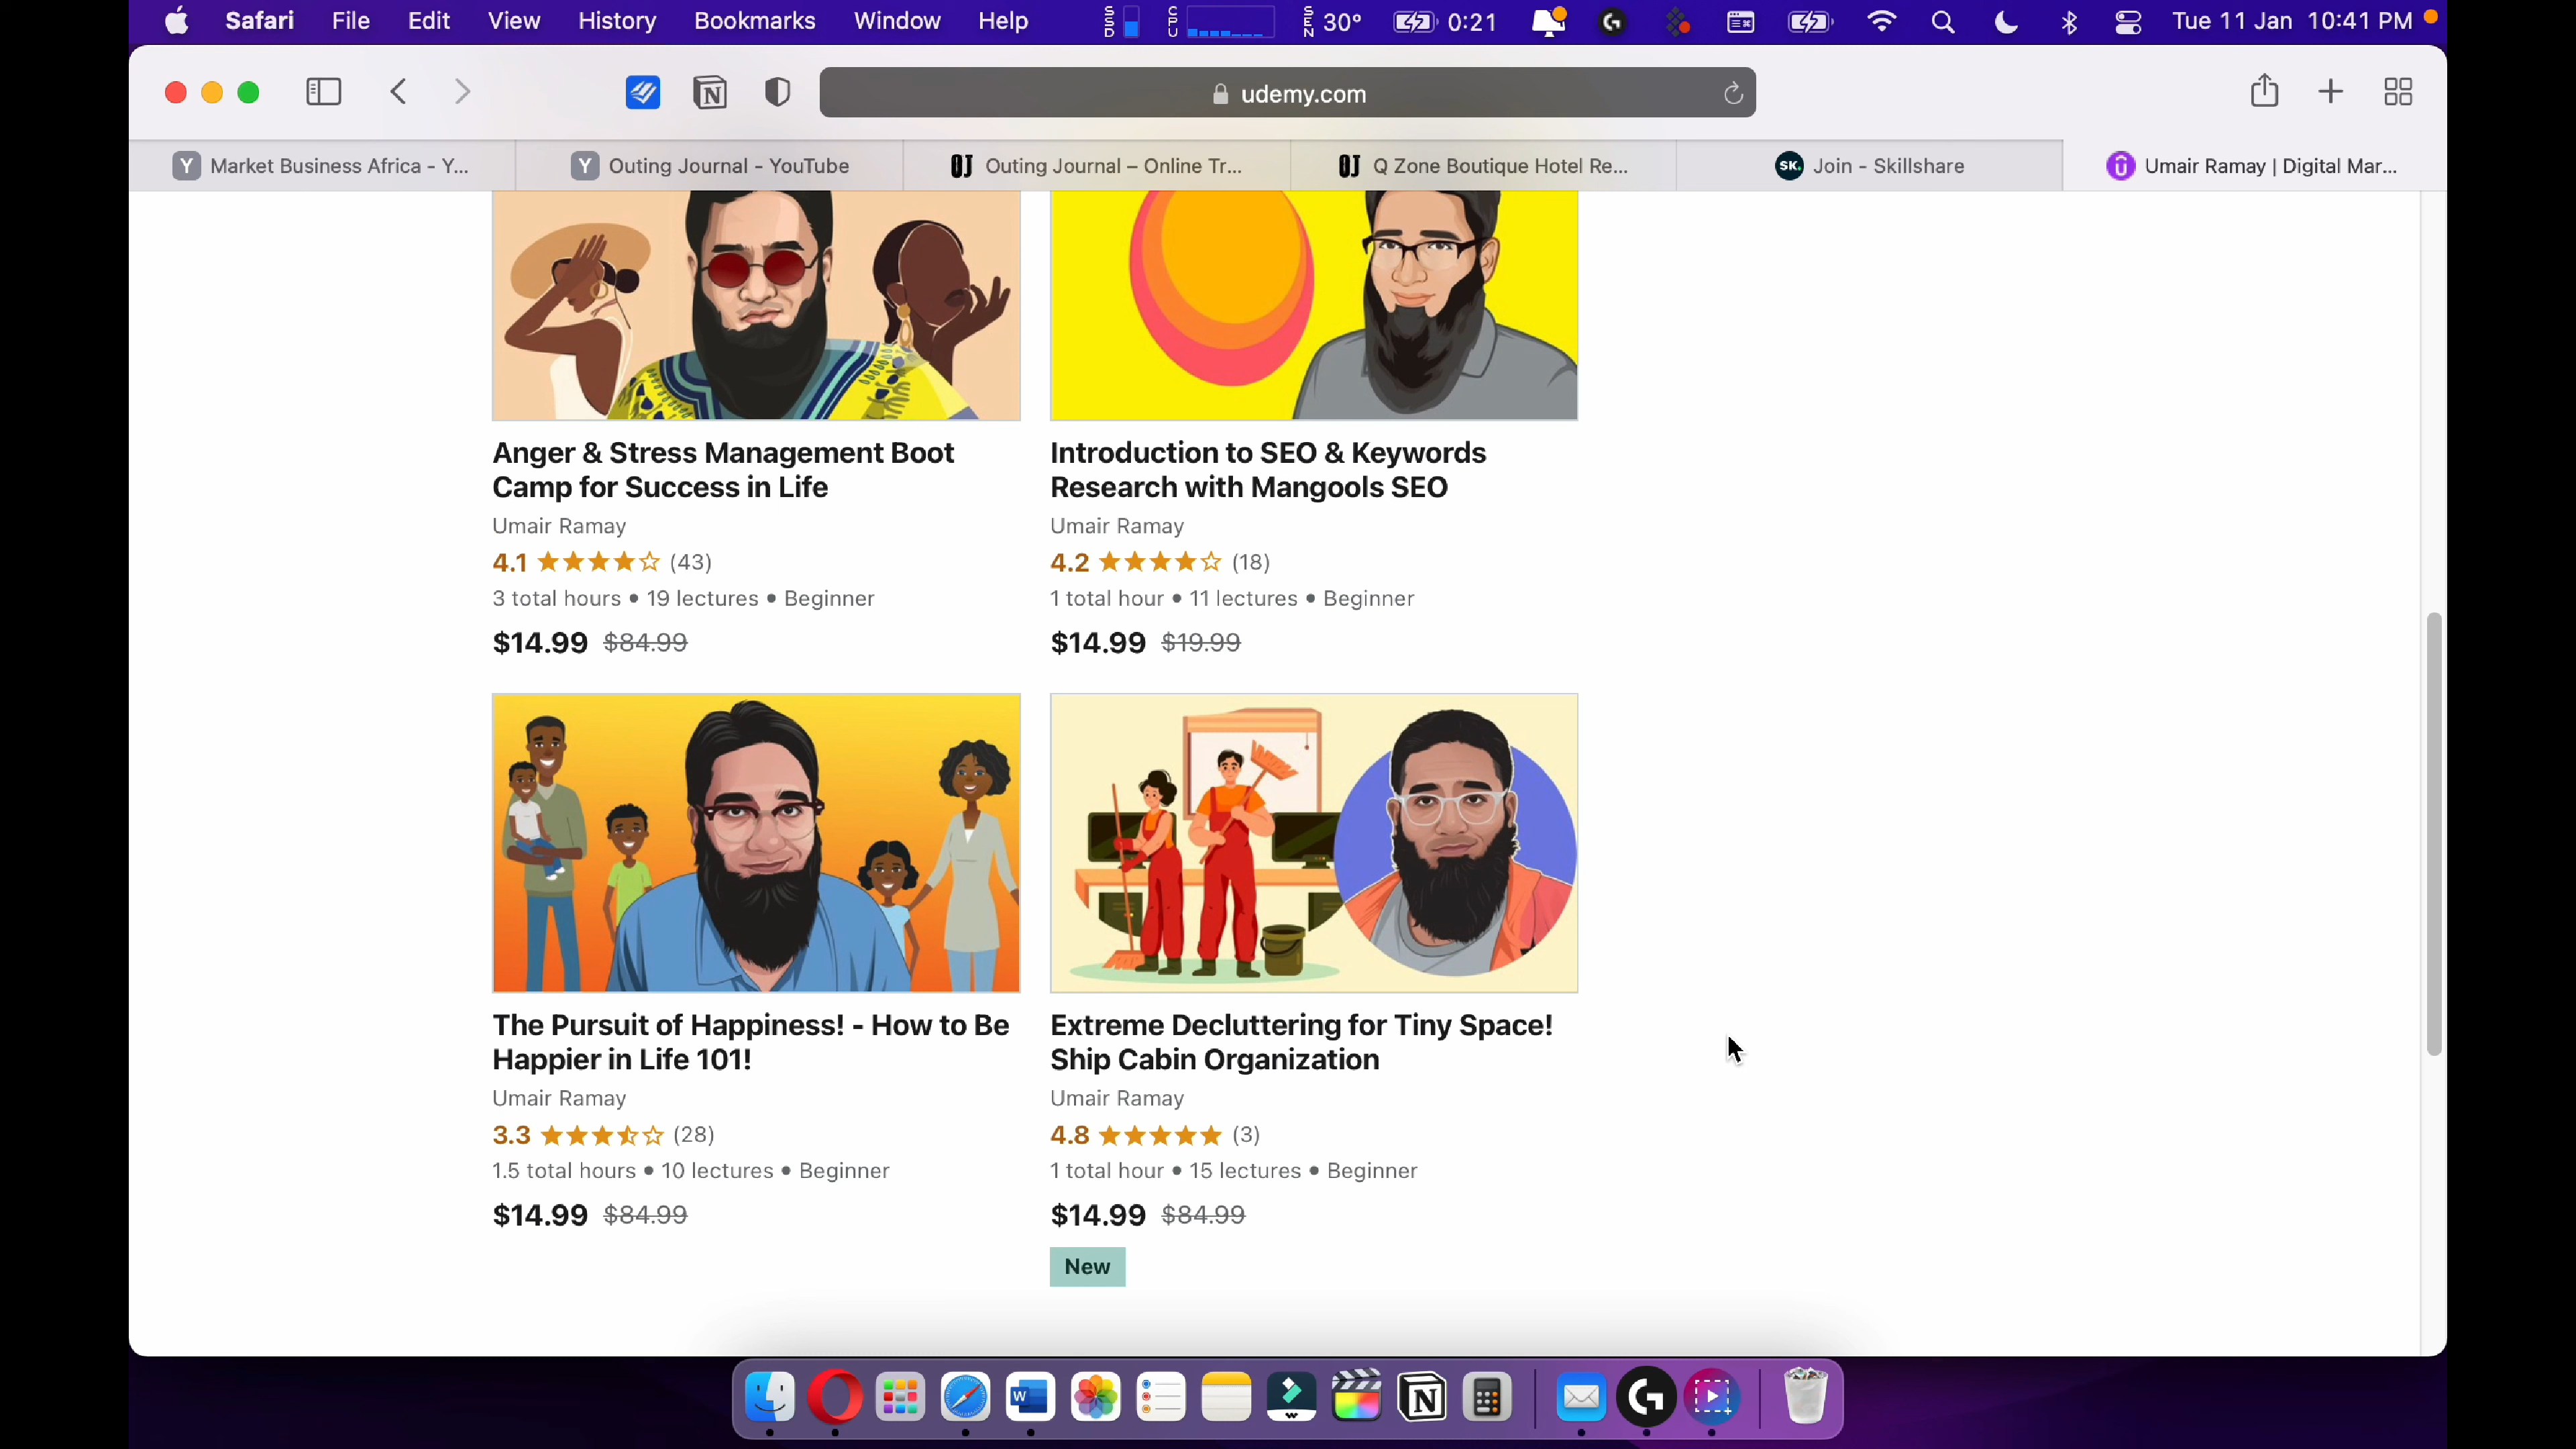 Safari File Edit View History Bookmarks Window Help SSD CPU SEN 30° 0:21 Tue 11 Jan 10:41 PM
udemy.com
Y Market Business Africa - Y... Y Outing Journal - YouTube OJ Outing Journal – Online Tr... OJ Q Zone Boutique Hotel Re... SK. Join - Skillshare Umair Ramay | Digital Mar...
Anger & Stress Management Boot
Camp for Success in Life
Umair Ramay
4.1 (43)
3 total hours • 19 lectures • Beginner
$14.99 $84.99
Introduction to SEO & Keywords
Research with Mangools SEO
Umair Ramay
4.2 (18)
1 total hour • 11 lectures • Beginner
$14.99 $19.99
The Pursuit of Happiness! - How to Be
Happier in Life 101!
Umair Ramay
3.3 (28)
1.5 total hours • 10 lectures • Beginner
$14.99 $84.99
Extreme Decluttering for Tiny Space!
Ship Cabin Organization
Umair Ramay
4.8 (3)
1 total hour • 15 lectures • Beginner
$14.99 $84.99
New